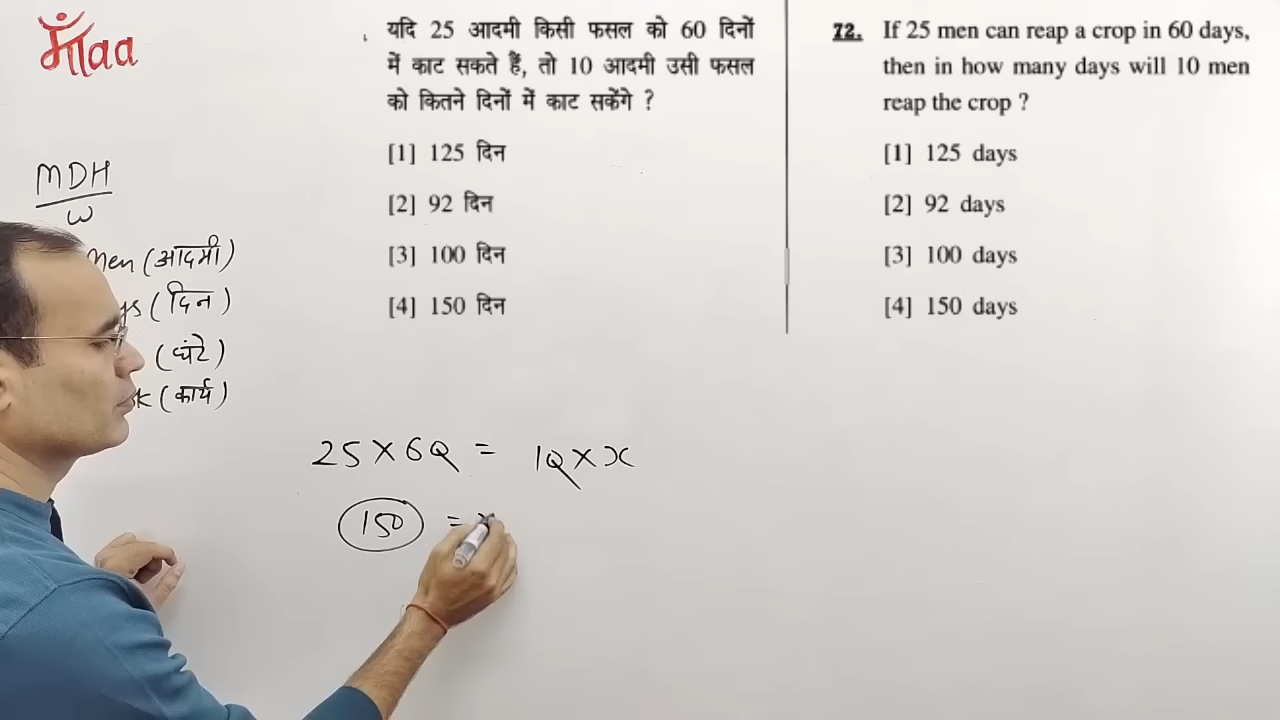 माँaa
यदि 25 आदमी किसी फसल को 60 दिनों
में काट सकते हैं, तो 10 आदमी उसी फसल
को कितने दिनों में काट सकेंगे ?
[1] 125 दिन
[2] 92 दिन
[3] 100 दिन
[4] 150 दिन
72. If 25 men can reap a crop in 60 days,
then in how many days will 10 men
reap the crop ?
[1] 125 days
[2] 92 days
[3] 100 days
[4] 150 days
MDH
W
Men (आदमी)
(दिन)
(घंटे)
(कार्य)
25 × 60 = 10 × x
150 =